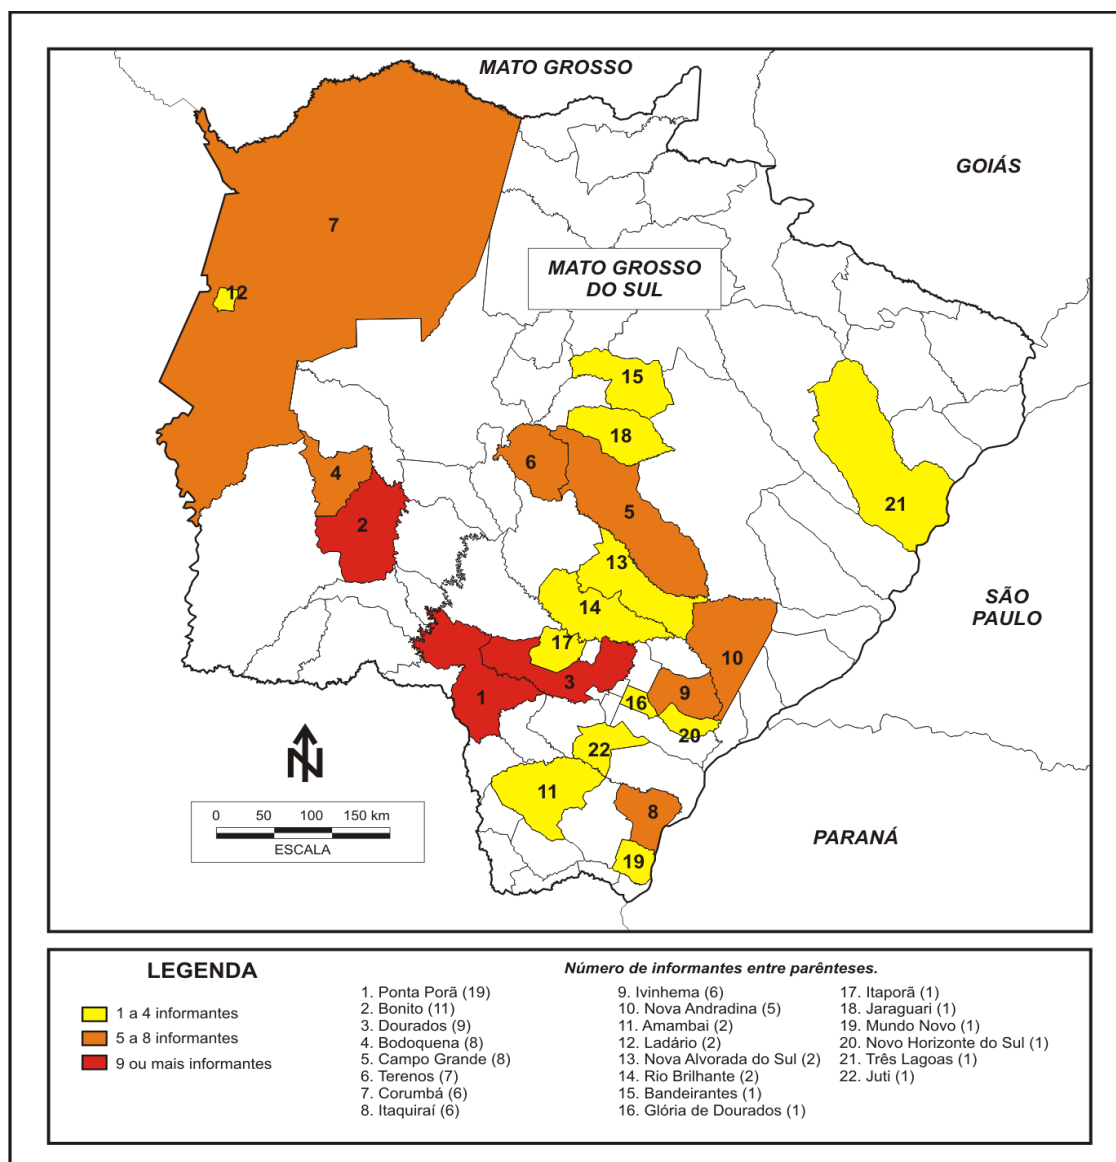 MATO GROSSO
GOIÁS
7
MATO GROSSO
DO SUL
12
15
18
6
4
5
21
2
13
SÃO
PAULO
14
17
10
3
9
1
16
20
22
N
11
8
0 50 100 150 km
ESCALA
PARANÁ
19
LEGENDA
1 a 4 informantes
5 a 8 informantes
9 ou mais informantes
Número de informantes entre parênteses.
1. Ponta Porã (19)
2. Bonito (11)
3. Dourados (9)
4. Bodoquena (8)
5. Campo Grande (8)
6. Terenos (7)
7. Corumbá (6)
8. Itaquiraí (6)
9. Ivinhema (6)
10. Nova Andradina (5)
11. Amambai (2)
12. Ladário (2)
13. Nova Alvorada do Sul (2)
14. Rio Brilhante (2)
15. Bandeirantes (1)
16. Glória de Dourados (1)
17. Itaporã (1)
18. Jaraguari (1)
19. Mundo Novo (1)
20. Novo Horizonte do Sul (1)
21. Três Lagoas (1)
22. Juti (1)